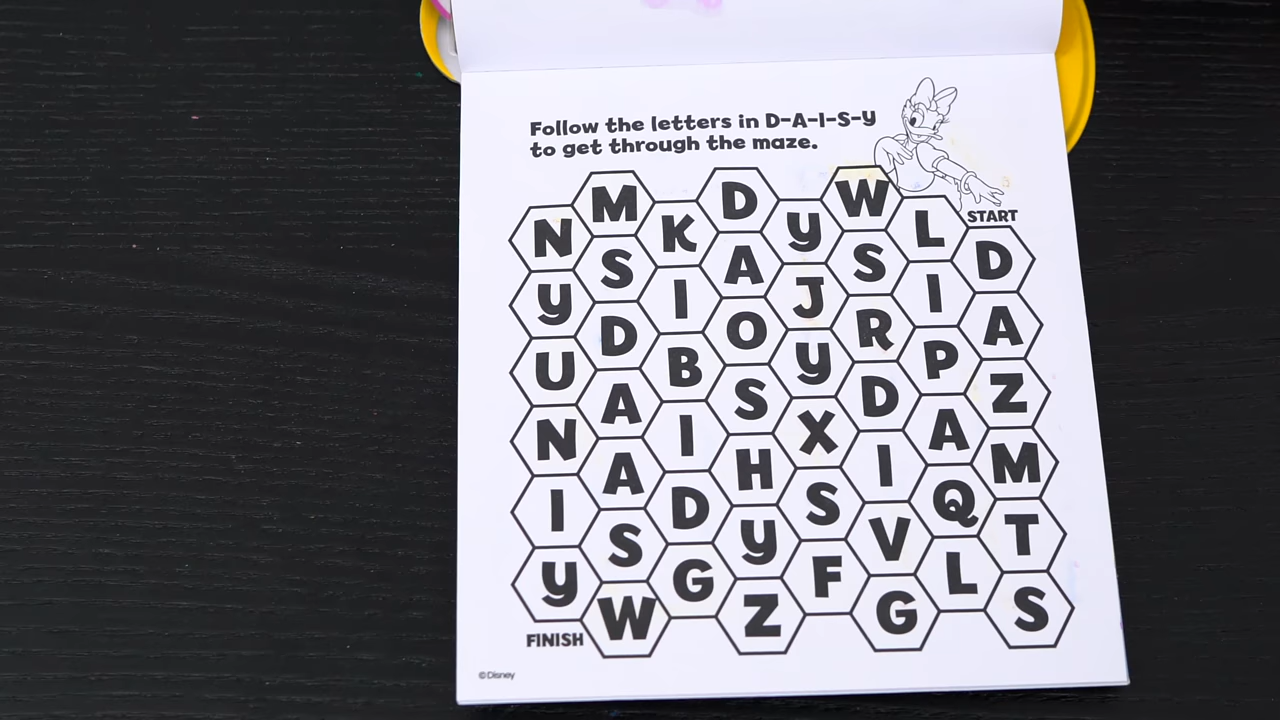 Follow the letters in D-A-I-S-Y
to get through the maze.
START
M D W
N K Y L
S A S D
Y I J I
D O R A
U B Y P
A S D Z
N I X A
A H I M
I D S Q
S Y V T
Y G F L
W Z G S
FINISH
©Disney